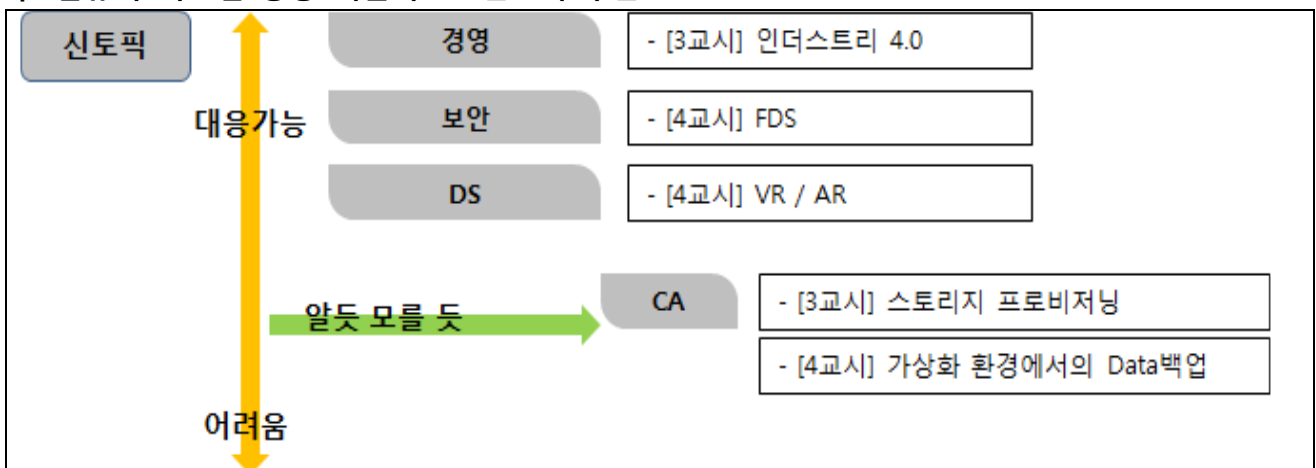 신토픽
경영
- [3교시] 인더스트리 4.0
대응가능
보안
- [4교시] FDS
DS
- [4교시] VR / AR
알듯 모를 듯
CA
- [3교시] 스토리지 프로비저닝
- [4교시] 가상화 환경에서의 Data백업
어려움